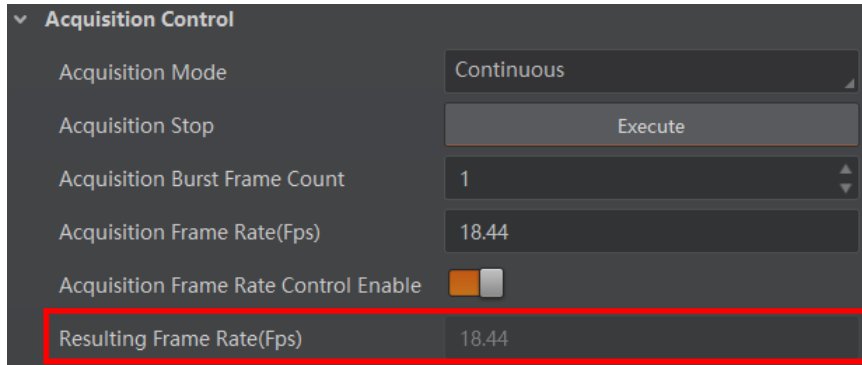 Acquisition Control
Acquisition Mode Continuous
Acquisition Stop Execute
Acquisition Burst Frame Count 1
Acquisition Frame Rate(Fps) 18.44
Acquisition Frame Rate Control Enable
Resulting Frame Rate(Fps) 18.44